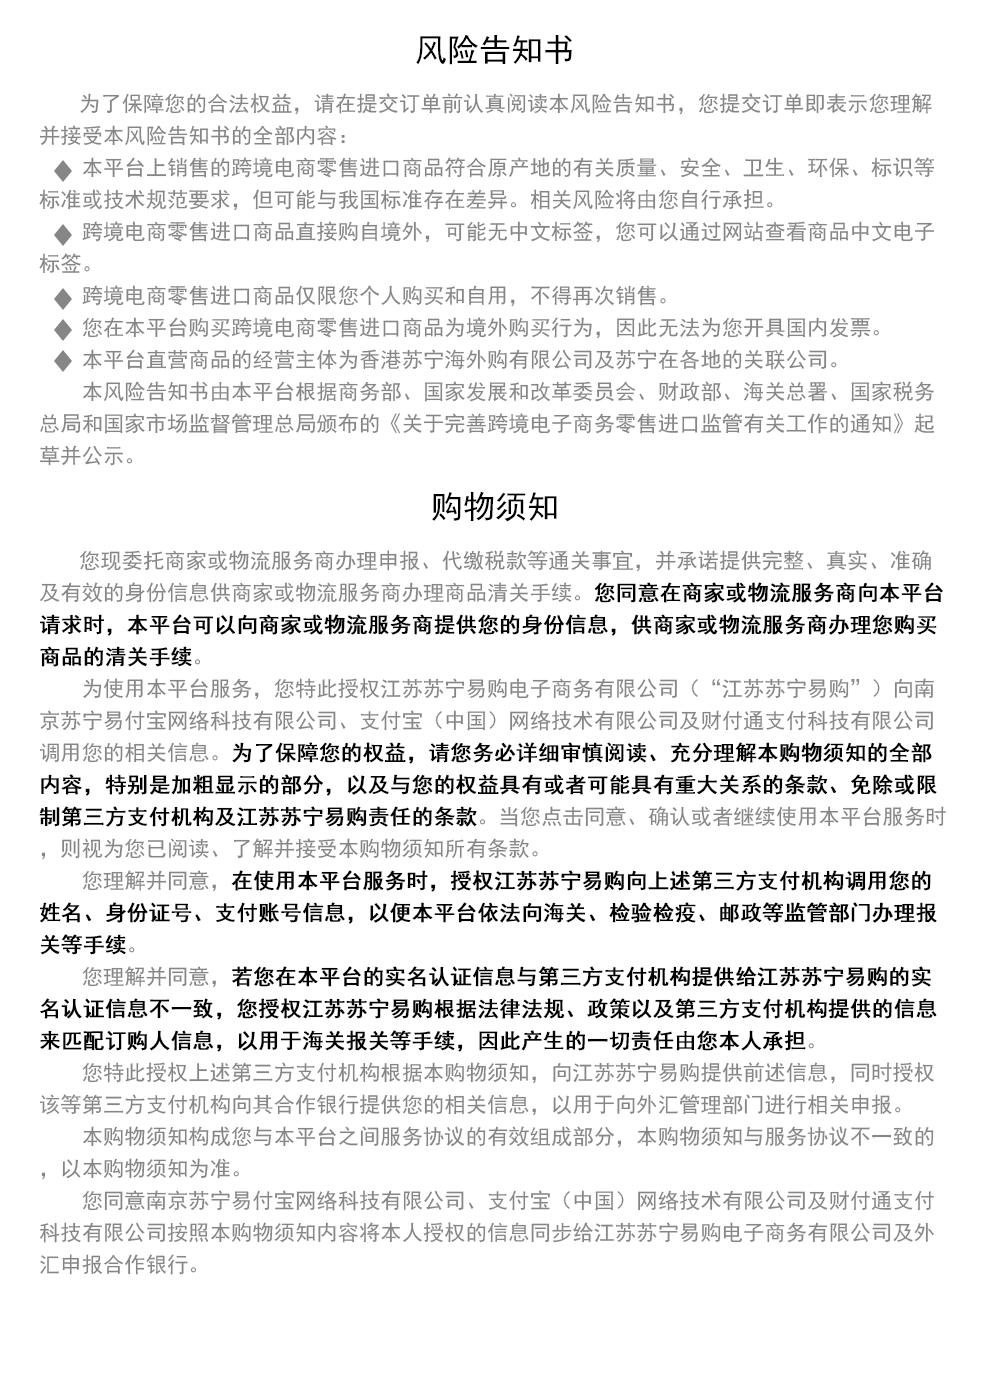 风险告知书
为了保障您的合法权益，请在提交订单前认真阅读本风险告知书，您提交订单即表示您理解
并接受本风险告知书的全部内容：
◆ 本平台上销售的跨境电商零售进口商品符合原产地的有关质量、安全、卫生、环保、标识等
标准或技术规范要求，但可能与我国标准存在差异。相关风险将由您自行承担。
◆ 跨境电商零售进口商品直接购自境外，可能无中文标签，您可以通过网站查看商品中文电子
标签。
◆ 跨境电商零售进口商品仅限您个人购买和自用，不得再次销售。
◆ 您在本平台购买跨境电商零售进口商品为境外购买行为，因此无法为您开具国内发票。
◆ 本平台直营商品的经营主体为香港苏宁海外购有限公司及苏宁在各地的关联公司。
本风险告知书由本平台根据商务部、国家发展和改革委员会、财政部、海关总署、国家税务
总局和国家市场监督管理总局颁布的《关于完善跨境电子商务零售进口监管有关工作的通知》起
草并公示。
购物须知
您现委托商家或物流服务商办理申报、代缴税款等通关事宜，并承诺提供完整、真实、准确
及有效的身份信息供商家或物流服务商办理商品清关手续。您同意在商家或物流服务商向本平台
请求时，本平台可以向商家或物流服务商提供您的身份信息，供商家或物流服务商办理您购买
商品的清关手续。
为使用本平台服务，您特此授权江苏苏宁易购电子商务有限公司（“江苏苏宁易购”）向南
京苏宁易付宝网络科技有限公司、支付宝（中国）网络技术有限公司及财付通支付科技有限公司
调用您的相关信息。为了保障您的权益，请您务必详细审慎阅读、充分理解本购物须知的全部
内容，特别是加粗显示的部分，以及与您的权益具有或者可能具有重大关系的条款、免除或限
制第三方支付机构及江苏苏宁易购责任的条款。当您点击同意、确认或者继续使用本平台服务时
，则视为您已阅读、了解并接受本购物须知所有条款。
您理解并同意，在使用本平台服务时，授权江苏苏宁易购向上述第三方支付机构调用您的
姓名、身份证号、支付账号信息，以便本平台依法向海关、检验检疫、邮政等监管部门办理报
关等手续。
您理解并同意，若您在本平台的实名认证信息与第三方支付机构提供给江苏苏宁易购的实
名认证信息不一致，您授权江苏苏宁易购根据法律法规、政策以及第三方支付机构提供的信息
来匹配订购人信息，以用于海关报关等手续，因此产生的一切责任由您本人承担。
您特此授权上述第三方支付机构根据本购物须知，向江苏苏宁易购提供前述信息，同时授权
该等第三方支付机构向其合作银行提供您的相关信息，以用于向外汇管理部门进行相关申报。
本购物须知构成您与本平台之间服务协议的有效组成部分，本购物须知与服务协议不一致的
，以本购物须知为准。
您同意南京苏宁易付宝网络科技有限公司、支付宝（中国）网络技术有限公司及财付通支付
科技有限公司按照本购物须知内容将本人授权的信息同步给江苏苏宁易购电子商务有限公司及外
汇申报合作银行。